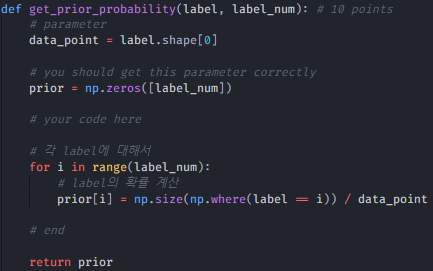 def get_prior_probability(label, label_num): # 10 points
    # parameter
    data_point = label.shape[0]

    # you should get this parameter correctly
    prior = np.zeros([label_num])

    # your code here

    # 각 label에 대해서
    for i in range(label_num):
        # label의 확률 계산
        prior[i] = np.size(np.where(label == i)) / data_point

    # end

    return prior